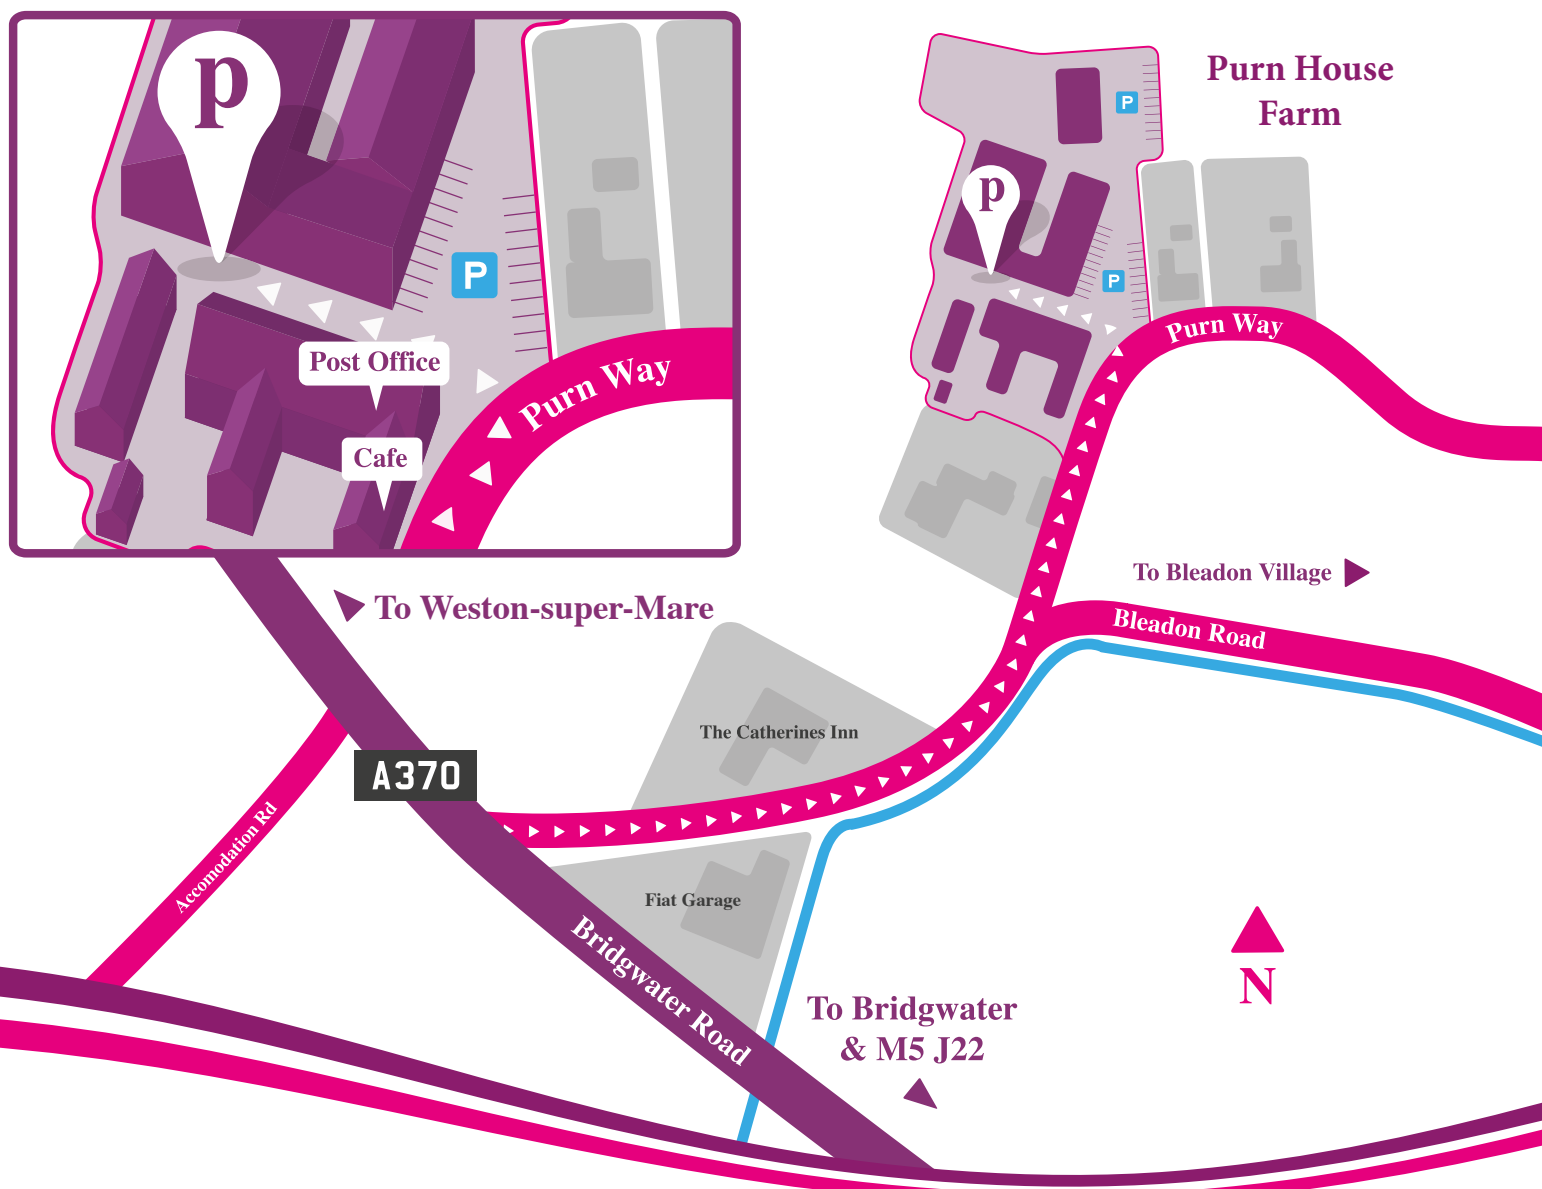 p
P
Post Office
Cafe
Purn Way
Purn House
Farm
P
p
P
Purn Way
To Bleadon Village
Bleadon Road
To Weston-super-Mare
The Catherines Inn
A370
Accomodation Rd
Fiat Garage
Bridgwater Road
To Bridgwater
& M5 J22
N